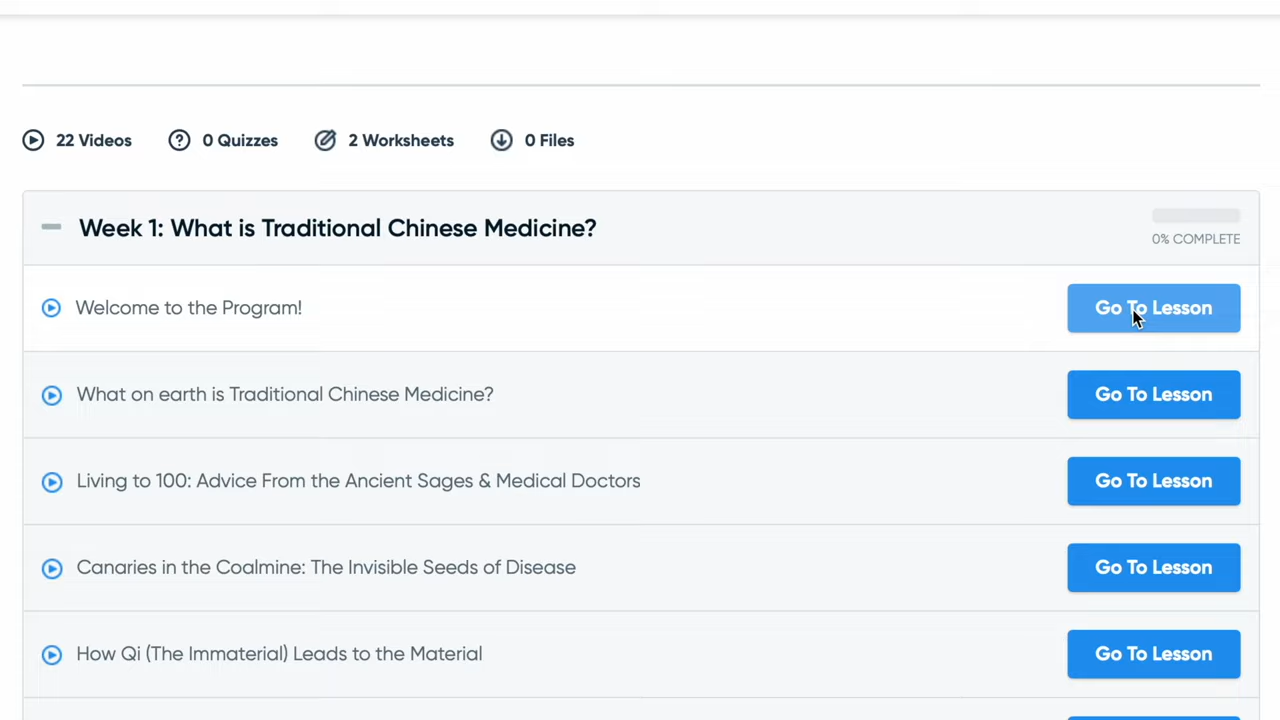 22 Videos 0 Quizzes 2 Worksheets 0 Files
Week 1: What is Traditional Chinese Medicine?
0% COMPLETE
Welcome to the Program! Go To Lesson
What on earth is Traditional Chinese Medicine? Go To Lesson
Living to 100: Advice From the Ancient Sages & Medical Doctors Go To Lesson
Canaries in the Coalmine: The Invisible Seeds of Disease Go To Lesson
How Qi (The Immaterial) Leads to the Material Go To Lesson